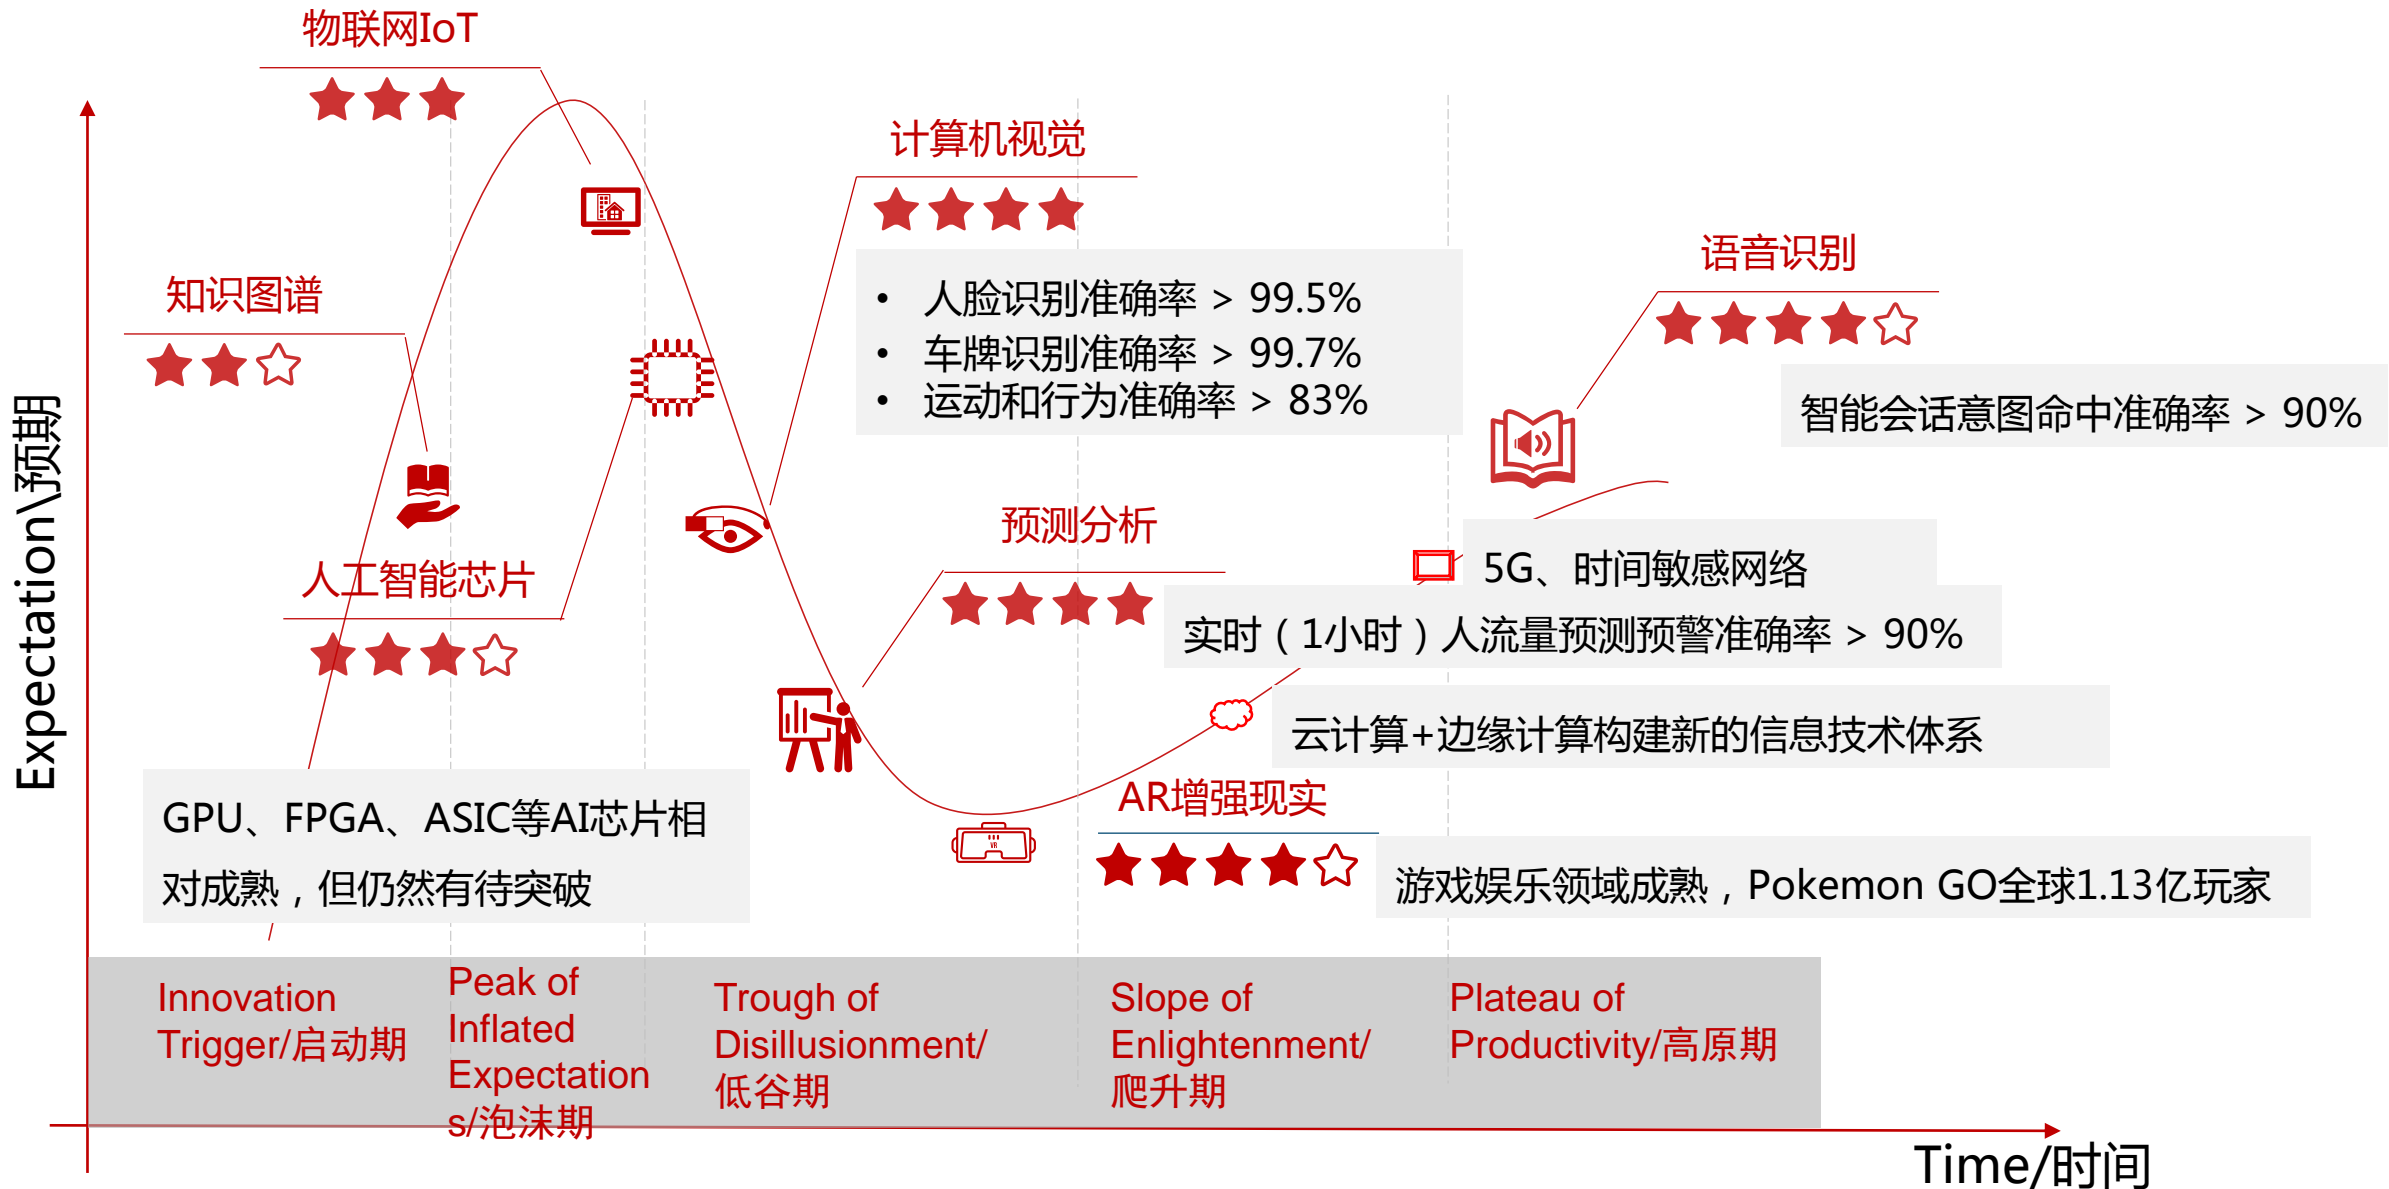 物联网IoT
计算机视觉
• 人脸识别准确率 > 99.5%
• 车牌识别准确率 > 99.7%
• 运动和行为准确率 > 83%
语音识别
智能会话意图命中准确率 > 90%
知识图谱
人工智能芯片
预测分析
5G、时间敏感网络
实时（1小时）人流量预测预警准确率 > 90%
云计算+边缘计算构建新的信息技术体系
AR增强现实
VR
游戏娱乐领域成熟，Pokemon GO全球1.13亿玩家
GPU、FPGA、ASIC等AI芯片相
对成熟，但仍然有待突破
Expectation\预期
Innovation
Trigger/启动期
Peak of
Inflated
Expectation
s/泡沫期
Trough of
Disillusionment/
低谷期
Slope of
Enlightenment/
爬升期
Plateau of
Productivity/高原期
Time/时间